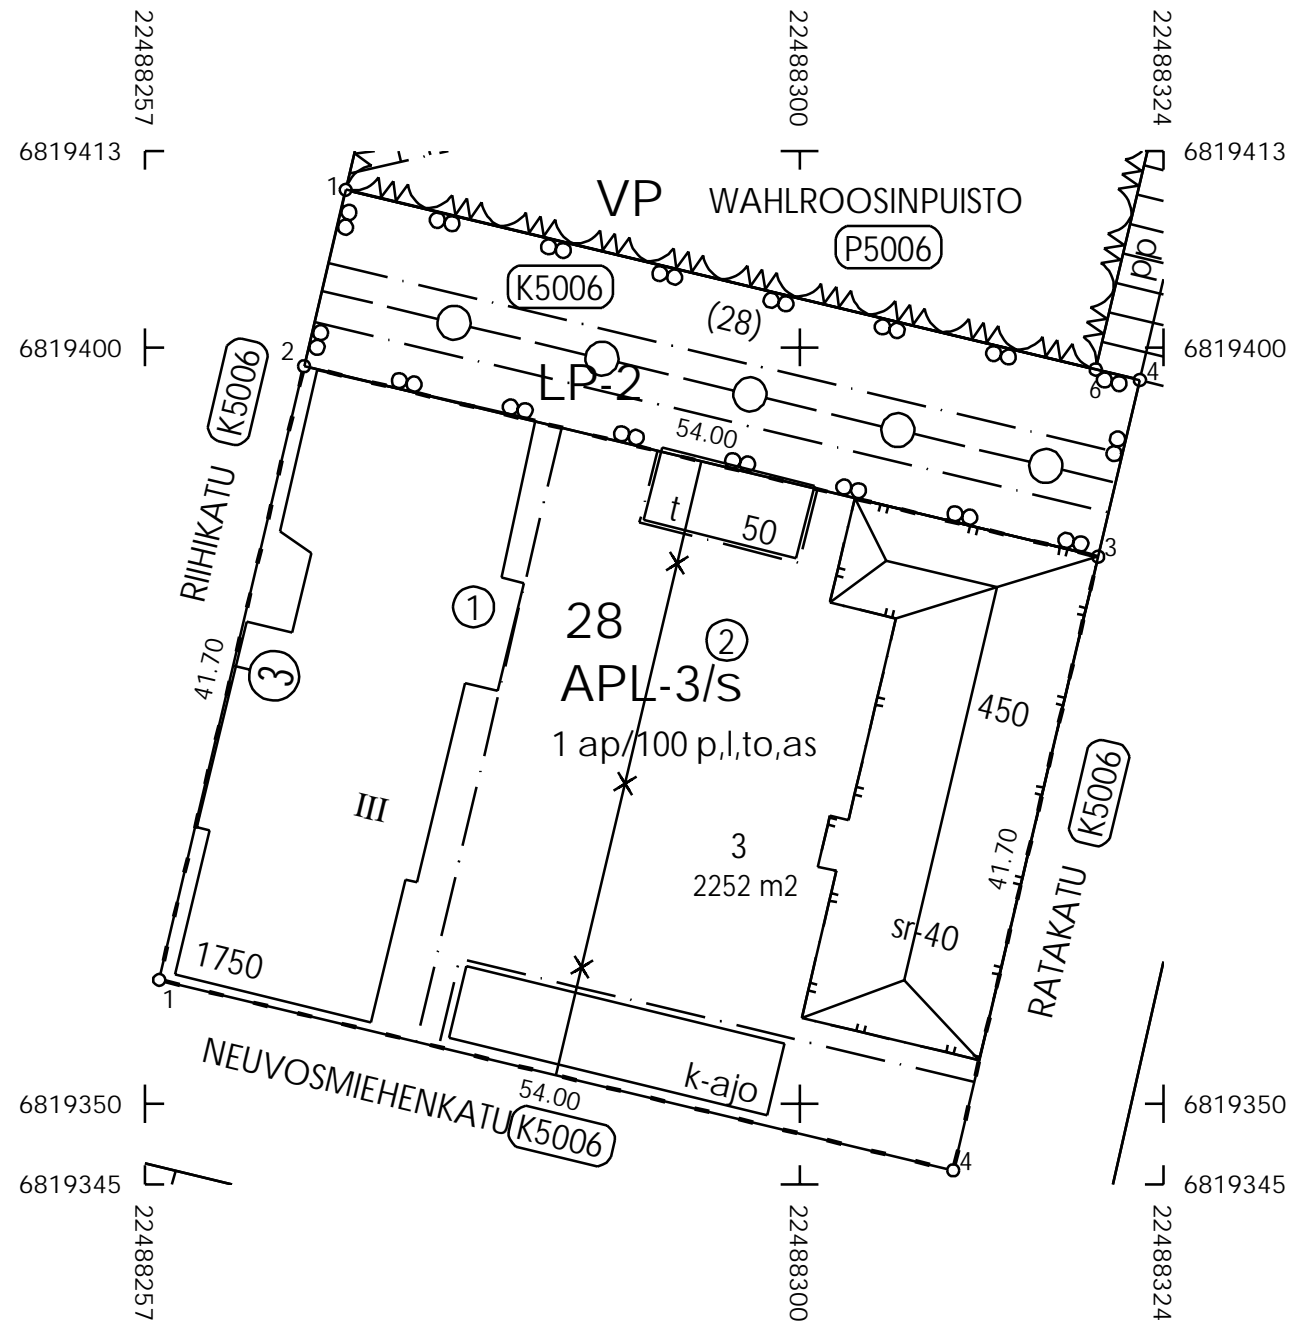 22488257
22488300
22488324
6819413
6819413
1
VP
WAHLROOSINPUISTO
P5006
pp
K5006
(28)
6819400
2
K5006
LP-2
4
6
54.00
t
50
3
RIIHIKATU
1
28
2
APL-3/s
3
41.70
450
1 ap/100 p,l,to,as
III
K5006
3
2252 m2
41.70
sr-40
RATAKATU
1750
1
NEUVOSMIEHENKATU
K5006
54.00
k-ajo
6819350
6819350
4
6819345
6819345
22488257
22488300
22488324